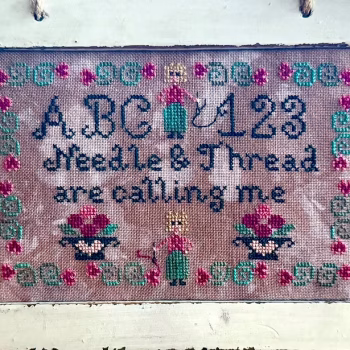 ABC 123
Needle & Thread
are calling me